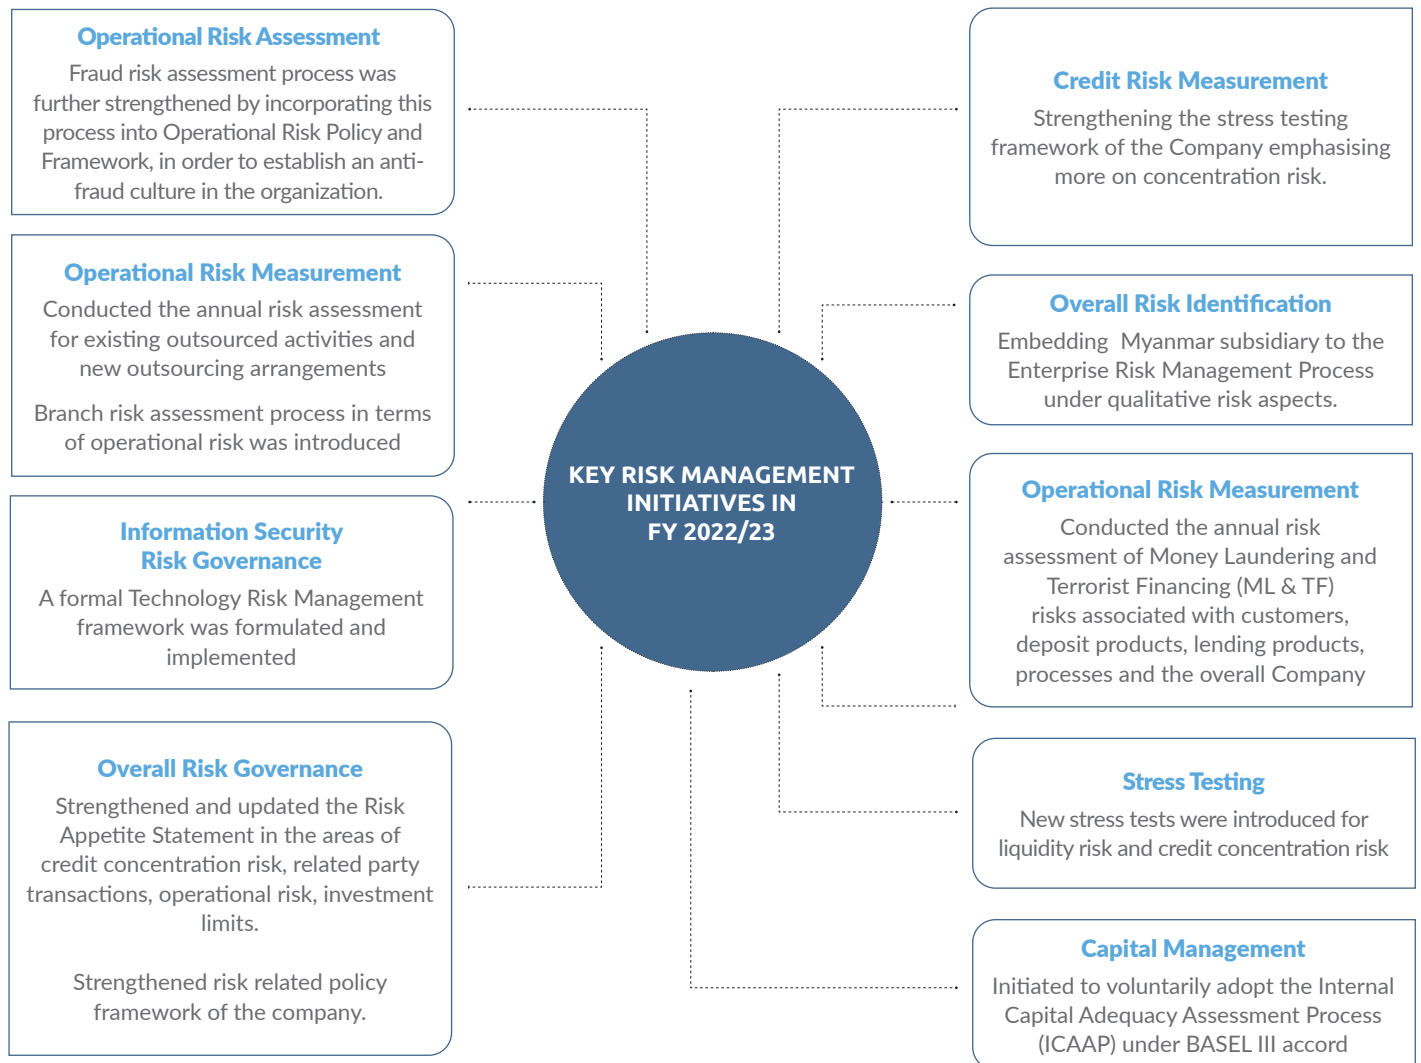 Operational Risk Assessment
Fraud risk assessment process was
further strengthened by incorporating this
process into Operational Risk Policy and
Framework, in order to establish an anti-
fraud culture in the organization.
Operational Risk Measurement
Conducted the annual risk assessment
for existing outsourced activities and
new outsourcing arrangements
Branch risk assessment process in terms
of operational risk was introduced
Information Security
Risk Governance
A formal Technology Risk Management
framework was formulated and
implemented
Overall Risk Governance
Strengthened and updated the Risk
Appetite Statement in the areas of
credit concentration risk, related party
transactions, operational risk, investment
limits.
Strengthened risk related policy
framework of the company.
KEY RISK MANAGEMENT
INITIATIVES IN
FY 2022/23
Credit Risk Measurement
Strengthening the stress testing
framework of the Company emphasising
more on concentration risk.
Overall Risk Identification
Embedding Myanmar subsidiary to the
Enterprise Risk Management Process
under qualitative risk aspects.
Operational Risk Measurement
Conducted the annual risk
assessment of Money Laundering and
Terrorist Financing (ML & TF)
risks associated with customers,
deposit products, lending products,
processes and the overall Company
Stress Testing
New stress tests were introduced for
liquidity risk and credit concentration risk
Capital Management
Initiated to voluntarily adopt the Internal
Capital Adequacy Assessment Process
(ICAAP) under BASEL III accord